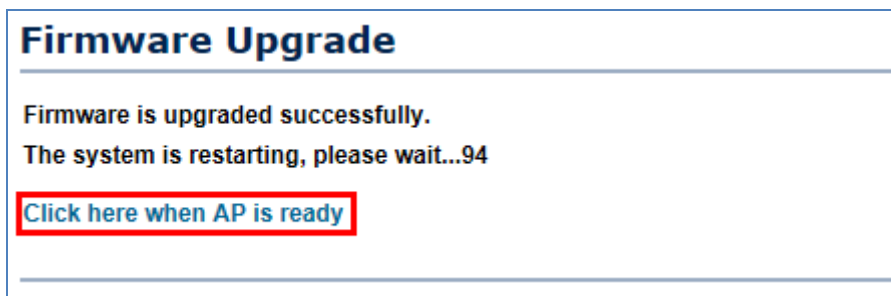 Firmware Upgrade
Firmware is upgraded successfully.
The system is restarting, please wait...94
Click here when AP is ready